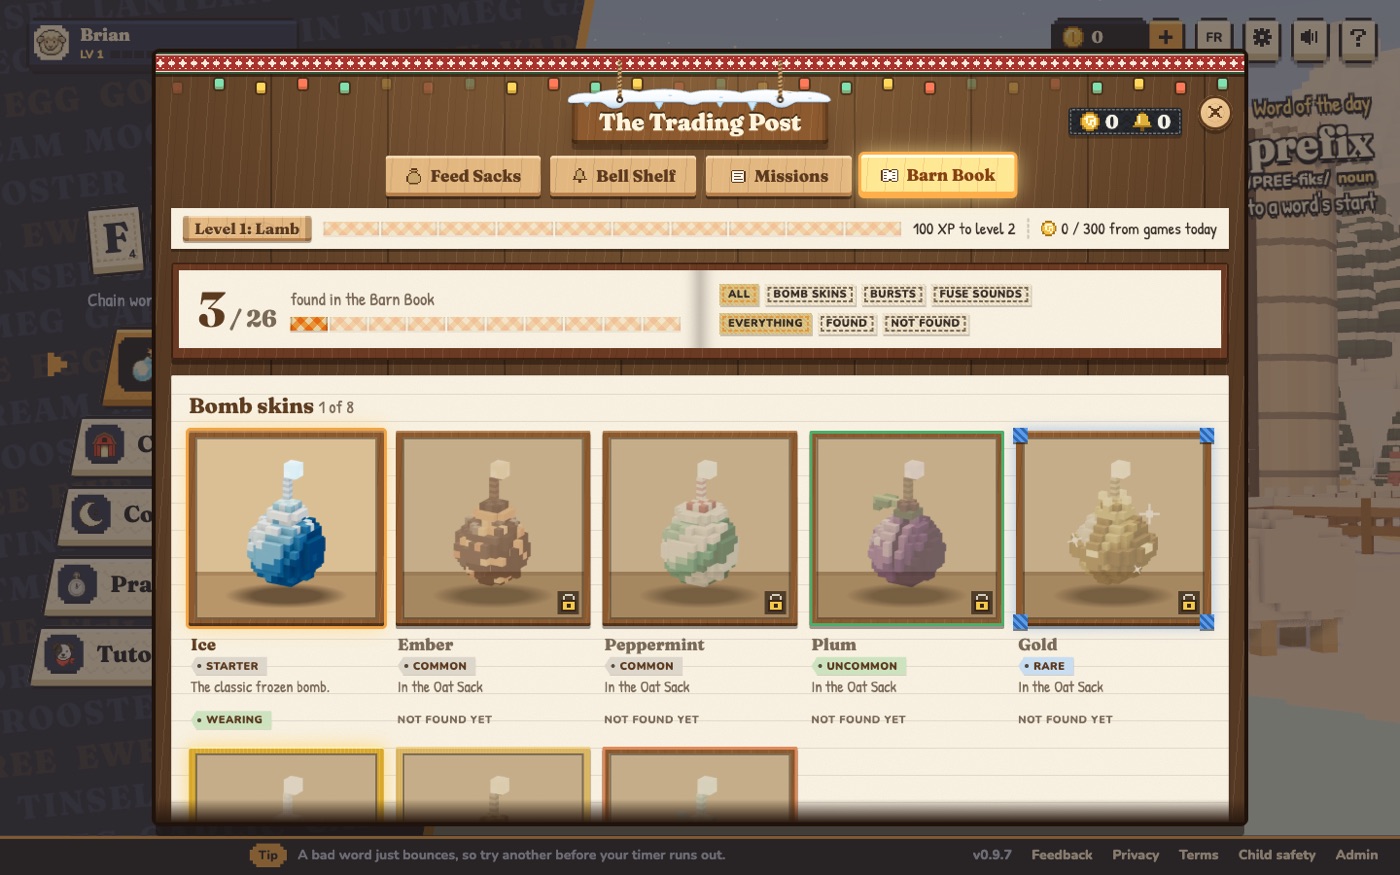 Brian
LV 1
0
FR
The Trading Post
0 0
Word of the day
prefix
/PREE-fiks/ noun
to a word's start
Feed Sacks
Bell Shelf
Missions
Barn Book
Level 1: Lamb
100 XP to level 2
0 / 300 from games today
F
4
Chain wor
3 / 26
found in the Barn Book
ALL
BOMB SKINS
BURSTS
FUSE SOUNDS
EVERYTHING
FOUND
NOT FOUND
Bomb skins 1 of 8
C
Co
Pra
Tuto
Ice
STARTER
The classic frozen bomb.
WEARING
Ember
COMMON
In the Oat Sack
NOT FOUND YET
Peppermint
COMMON
In the Oat Sack
NOT FOUND YET
Plum
UNCOMMON
In the Oat Sack
NOT FOUND YET
Gold
RARE
In the Oat Sack
NOT FOUND YET
Tip
A bad word just bounces, so try another before your timer runs out.
v0.9.7
Feedback
Privacy
Terms
Child safety
Admin